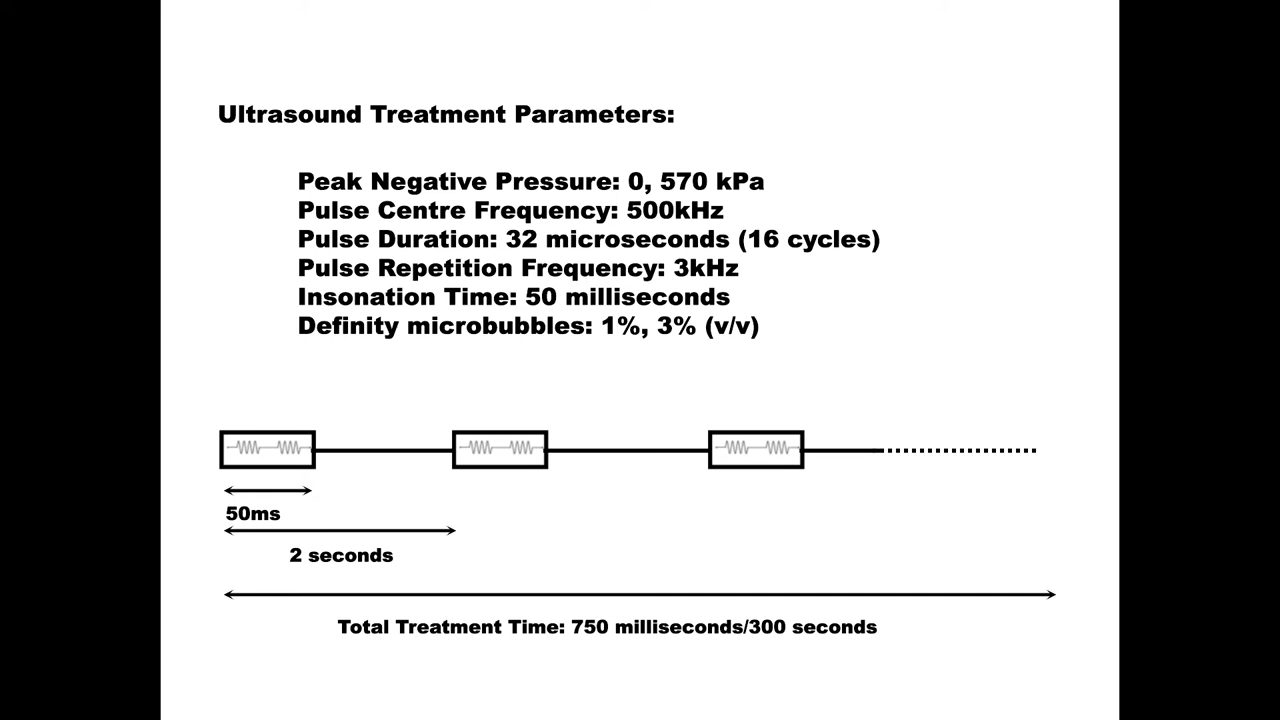 Ultrasound Treatment Parameters:
Peak Negative Pressure: 0, 570 kPa
Pulse Centre Frequency: 500kHz
Pulse Duration: 32 microseconds (16 cycles)
Pulse Repetition Frequency: 3kHz
Insonation Time: 50 milliseconds
Definity microbubbles: 1%, 3% (v/v)
50ms
2 seconds
Total Treatment Time: 750 milliseconds/300 seconds